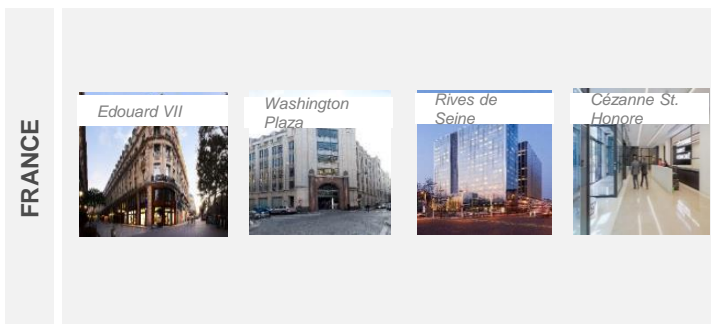 FRANCE
Edouard VII
Washington
Plaza
Rives de
Seine
Cézanne St.
Honore